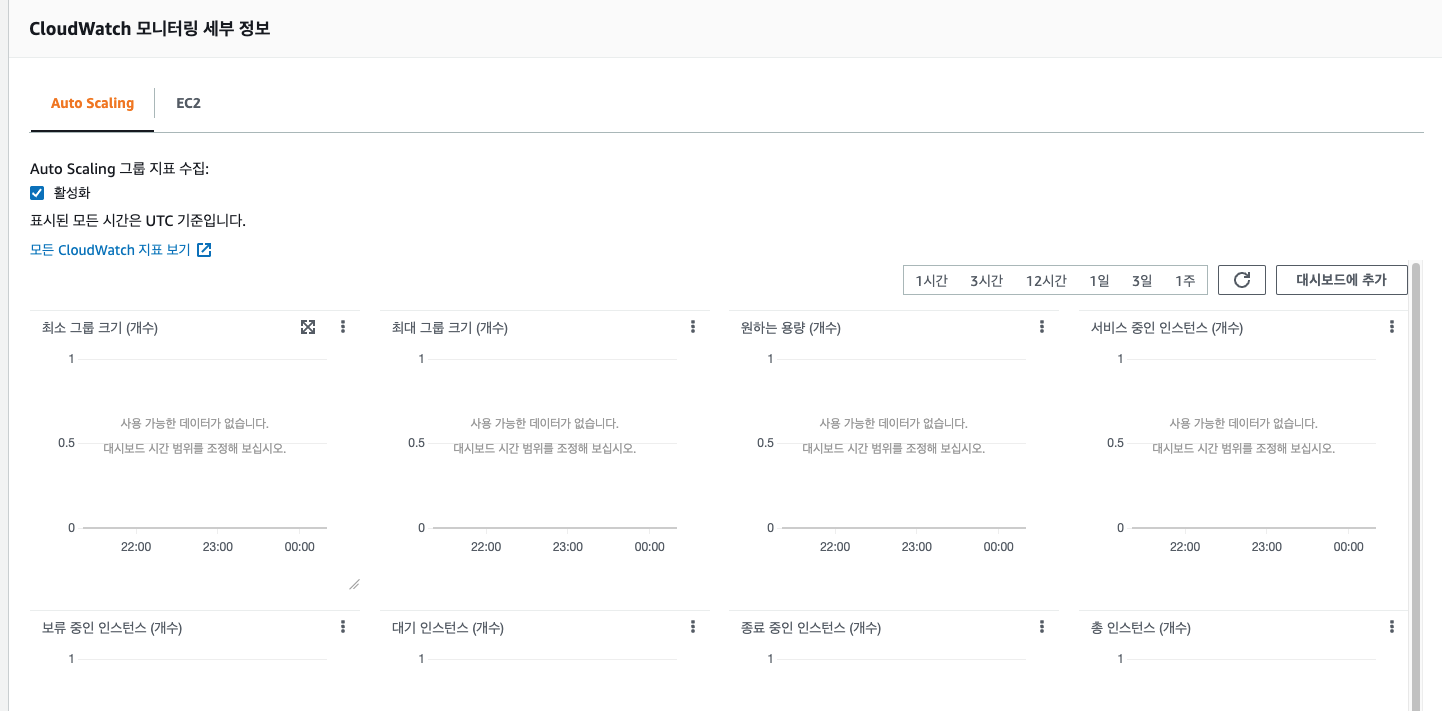 CloudWatch 모니터링 세부 정보
Auto Scaling EC2
Auto Scaling 그룹 지표 수집:
활성화
표시된 모든 시간은 UTC 기준입니다.
모든 CloudWatch 지표 보기
1시간 3시간 12시간 1일 3일 1주 대시보드에 추가
최소 그룹 크기 (개수)
1
사용 가능한 데이터가 없습니다.
0.5
대시보드 시간 범위를 조정해 보십시오.
0
22:00 23:00 00:00
최대 그룹 크기 (개수)
1
사용 가능한 데이터가 없습니다.
0.5
대시보드 시간 범위를 조정해 보십시오.
0
22:00 23:00 00:00
원하는 용량 (개수)
1
사용 가능한 데이터가 없습니다.
0.5
대시보드 시간 범위를 조정해 보십시오.
0
22:00 23:00 00:00
서비스 중인 인스턴스 (개수)
1
사용 가능한 데이터가 없습니다.
0.5
대시보드 시간 범위를 조정해 보십시오.
0
22:00 23:00 00:00
보류 중인 인스턴스 (개수)
1
대기 인스턴스 (개수)
1
종료 중인 인스턴스 (개수)
1
총 인스턴스 (개수)
1